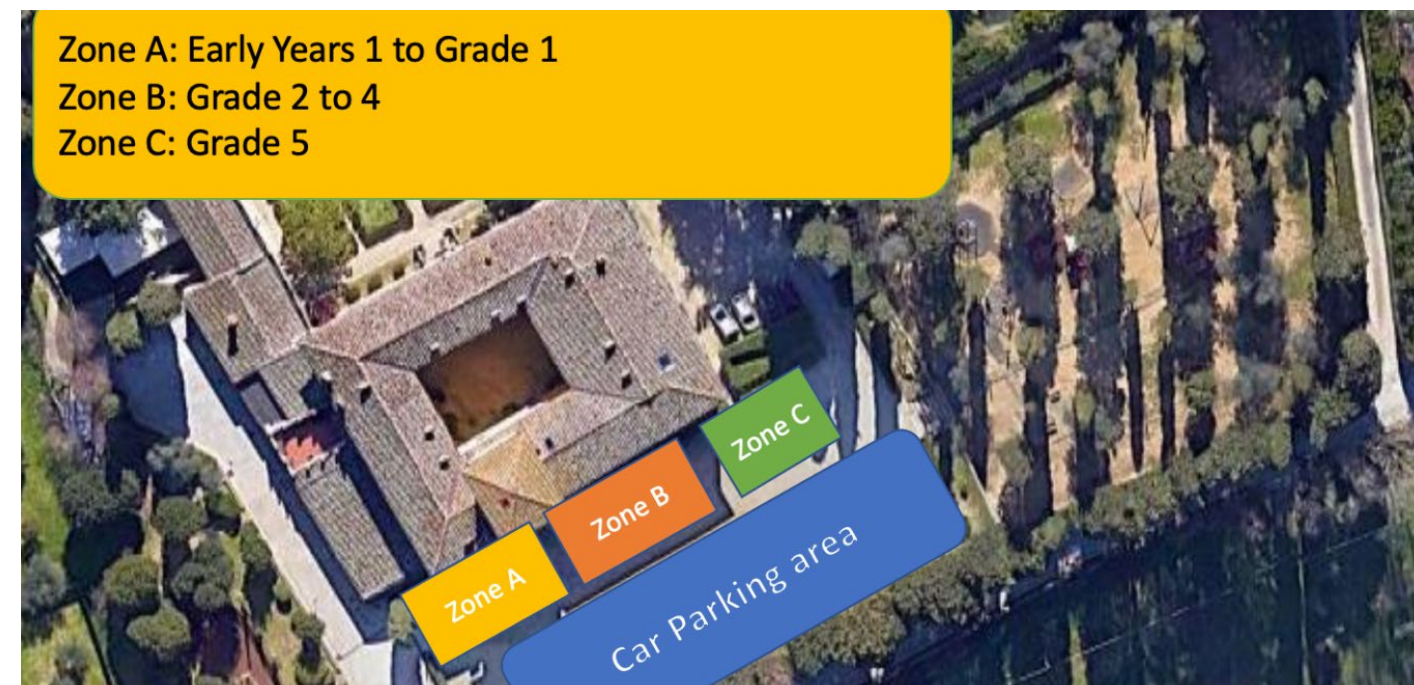 Zone A: Early Years 1 to Grade 1
Zone B: Grade 2 to 4
Zone C: Grade 5
Zone C
Zone B
Zone A
Car Parking area